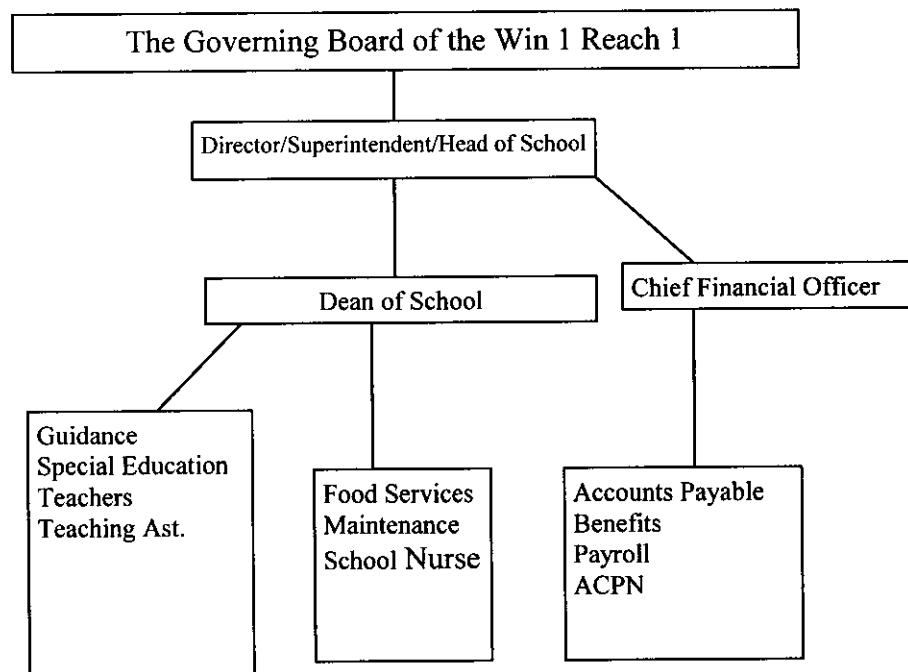 The Governing Board of the Win 1 Reach 1
Director/Superintendent/Head of School
Dean of School
Chief Financial Officer
Guidance
Special Education
Teachers
Teaching Ast.
Food Services
Maintenance
School Nurse
Accounts Payable
Benefits
Payroll
ACPN